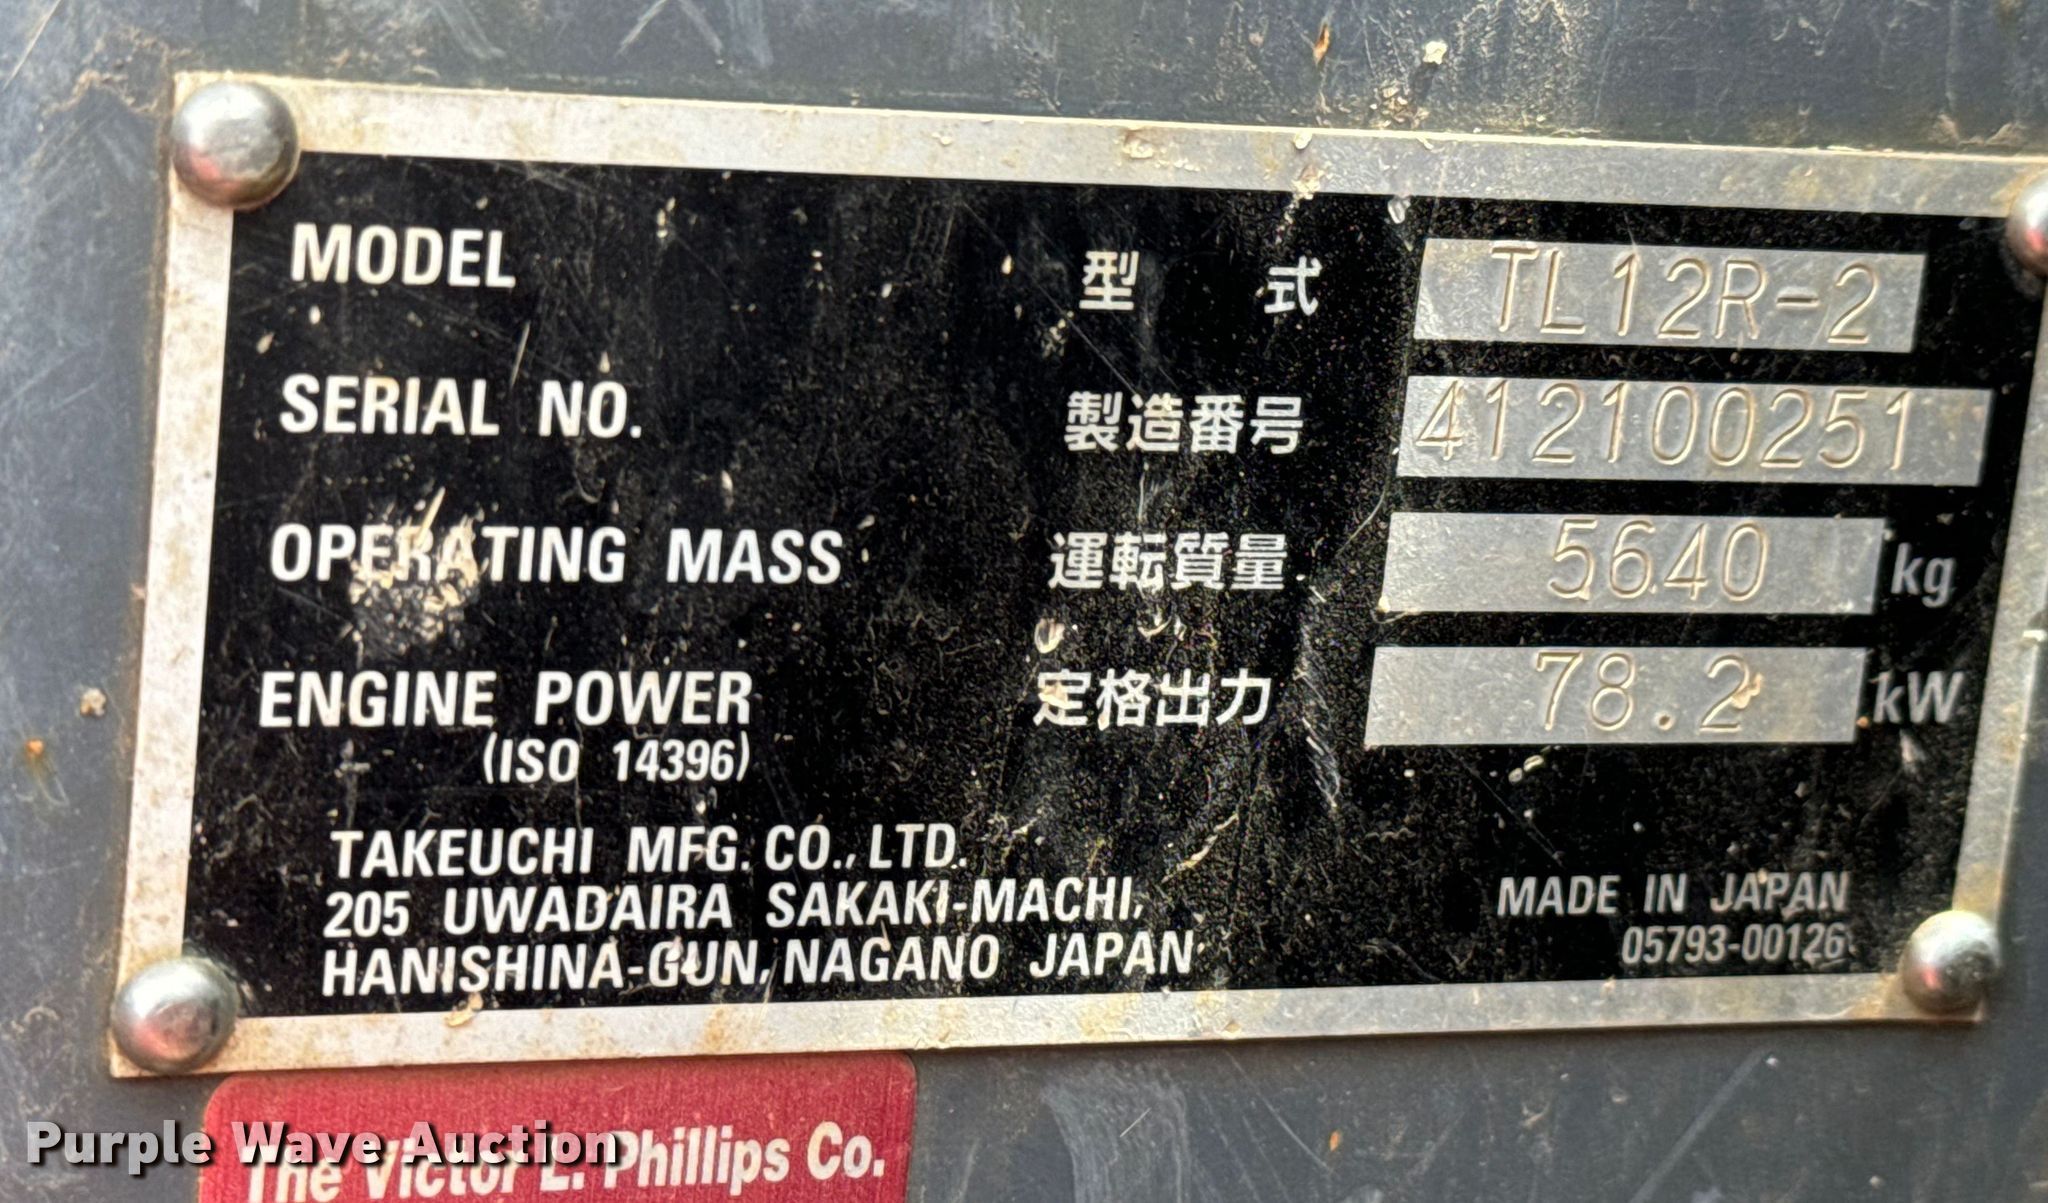 MODEL 型 式 TL12R-2
SERIAL NO. 製造番号 412100251
OPERATING MASS 運転質量 5640 kg
ENGINE POWER 定格出力 78.2 kW
(ISO 14396)
TAKEUCHI MFG. CO., LTD.
205 UWADAIRA SAKAKI-MACHI,
HANISHINA-GUN, NAGANO JAPAN
MADE IN JAPAN
05793-00126
Purple Wave Auction
The Victor L. Phillips Co.